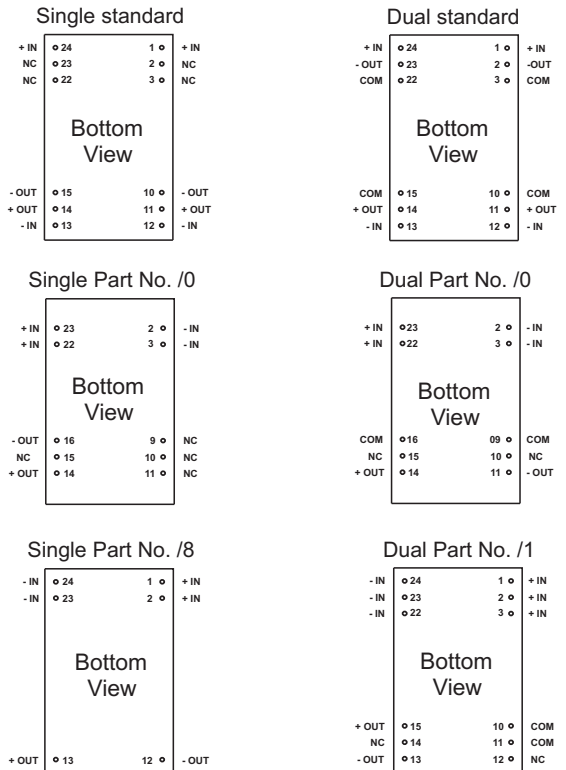 Single standard
+ IN 24 1 + IN
NC 23 2 NC
NC 22 3 NC
Bottom
View
- OUT 15 10 - OUT
+ OUT 14 11 + OUT
- IN 13 12 - IN
Dual standard
+ IN 24 1 + IN
- OUT 23 2 -OUT
COM 22 3 COM
Bottom
View
COM 15 10 COM
+ OUT 14 11 + OUT
- IN 13 12 - IN
Single Part No. /0
+ IN 23 2 - IN
+ IN 22 3 - IN
Bottom
View
- OUT 16 9 NC
NC 15 10 NC
+ OUT 14 11 NC
Dual Part No. /0
+ IN 23 2 - IN
+ IN 22 3 - IN
Bottom
View
COM 16 09 COM
NC 15 10 NC
+ OUT 14 11 - OUT
Single Part No. /8
- IN 24 1 + IN
- IN 23 2 + IN
Bottom
View
+ OUT 13 12 - OUT
Dual Part No. /1
- IN 24 1 + IN
- IN 23 2 + IN
- IN 22 3 + IN
Bottom
View
+ OUT 15 10 COM
NC 14 11 COM
- OUT 13 12 NC